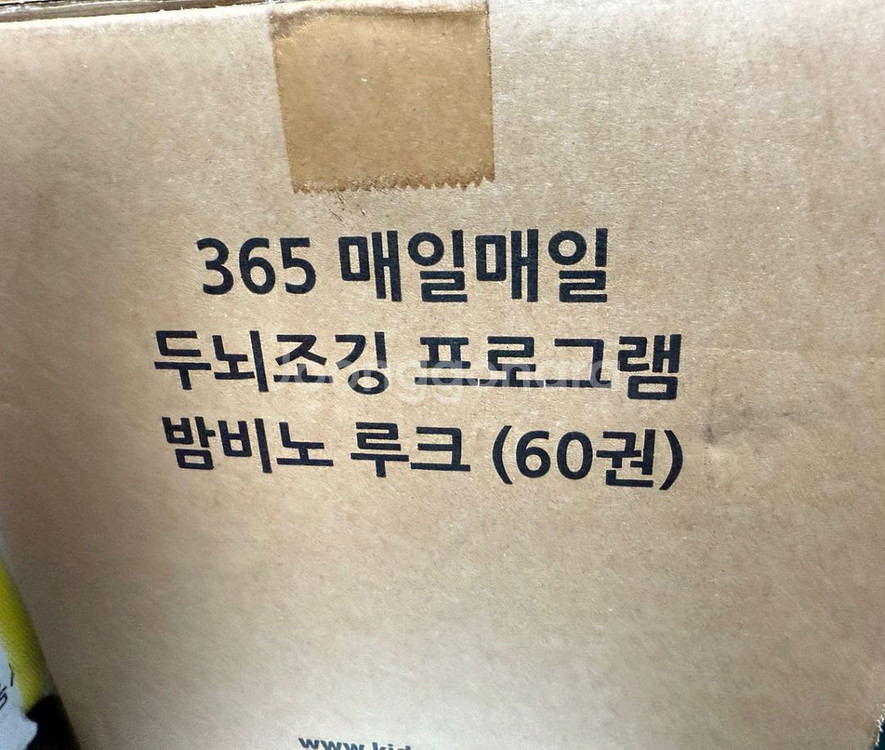 365 매일매일
두뇌조깅 프로그램
밤비노 루크 (60권)